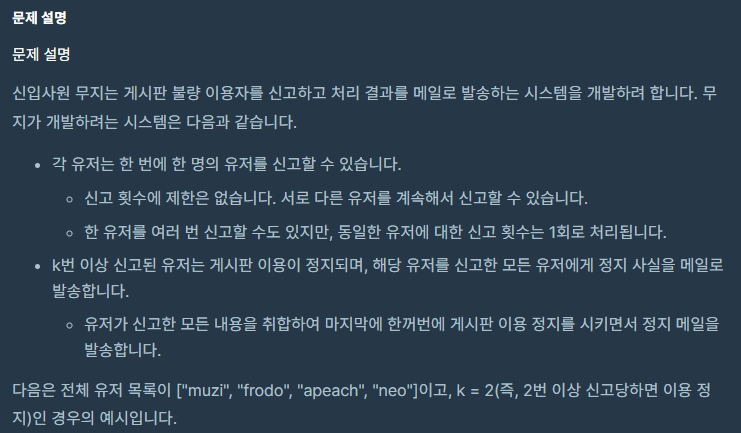 문제 설명
문제 설명
신입사원 무지는 게시판 불량 이용자를 신고하고 처리 결과를 메일로 발송하는 시스템을 개발하려 합니다. 무
지가 개발하려는 시스템은 다음과 같습니다.
• 각 유저는 한 번에 한 명의 유저를 신고할 수 있습니다.
◦ 신고 횟수에 제한은 없습니다. 서로 다른 유저를 계속해서 신고할 수 있습니다.
◦ 한 유저를 여러 번 신고할 수도 있지만, 동일한 유저에 대한 신고 횟수는 1회로 처리됩니다.
• k번 이상 신고된 유저는 게시판 이용이 정지되며, 해당 유저를 신고한 모든 유저에게 정지 사실을 메일로
발송합니다.
◦ 유저가 신고한 모든 내용을 취합하여 마지막에 한꺼번에 게시판 이용 정지를 시키면서 정지 메일을
발송합니다.
다음은 전체 유저 목록이 ["muzi", "frodo", "apeach", "neo"]이고, k = 2(즉, 2번 이상 신고당하면 이용 정
지)인 경우의 예시입니다.